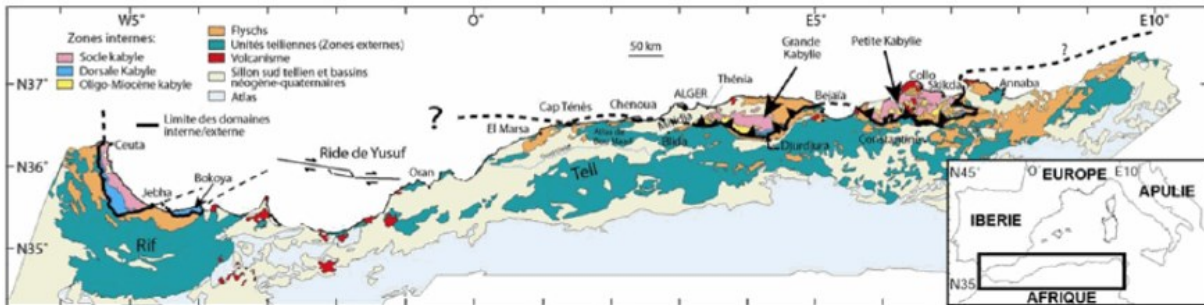 W5° O° E5° E10°
Zones internes:
Socle kabyle
Dorsale Kabyle
Oligo-Miocène kabyle
Flyschs
Unités telliennes (Zones externes)
Volcanisme
Sillon sud tellien et bassins
néogène-quaternaires
Atlas
Limite des domaines
interne/externe
50 km
Grande
Kabylie
Petite Kabylie
?
N37°
Thénia
ALGER
Chenoua
Cap Ténès
El Marsa
Bejaïa
Collo
Skikda
Annaba
?
Blida
Djurdjura
Constantine
N36°
Ceuta
Jebha
Bokoya
Ride de Yusuf
Oran
Tell
Rif
N35°
N45°
O°
EUROPE
E10
APULIE
IBERIE
N35
AFRIQUE